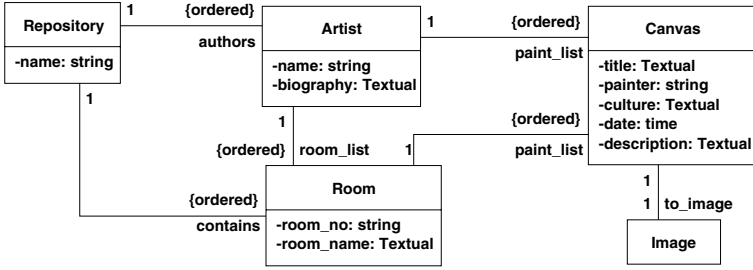 Repository
-name: string
1
{ordered}
authors
Artist
-name: string
-biography: Textual
1
{ordered}
paint_list
Canvas
-title: Textual
-painter: string
-culture: Textual
-date: time
-description: Textual
1
1
{ordered}
room_list
1
{ordered}
paint_list
{ordered}
contains
Room
-room_no: string
-room_name: Textual
1
1
to_image
Image